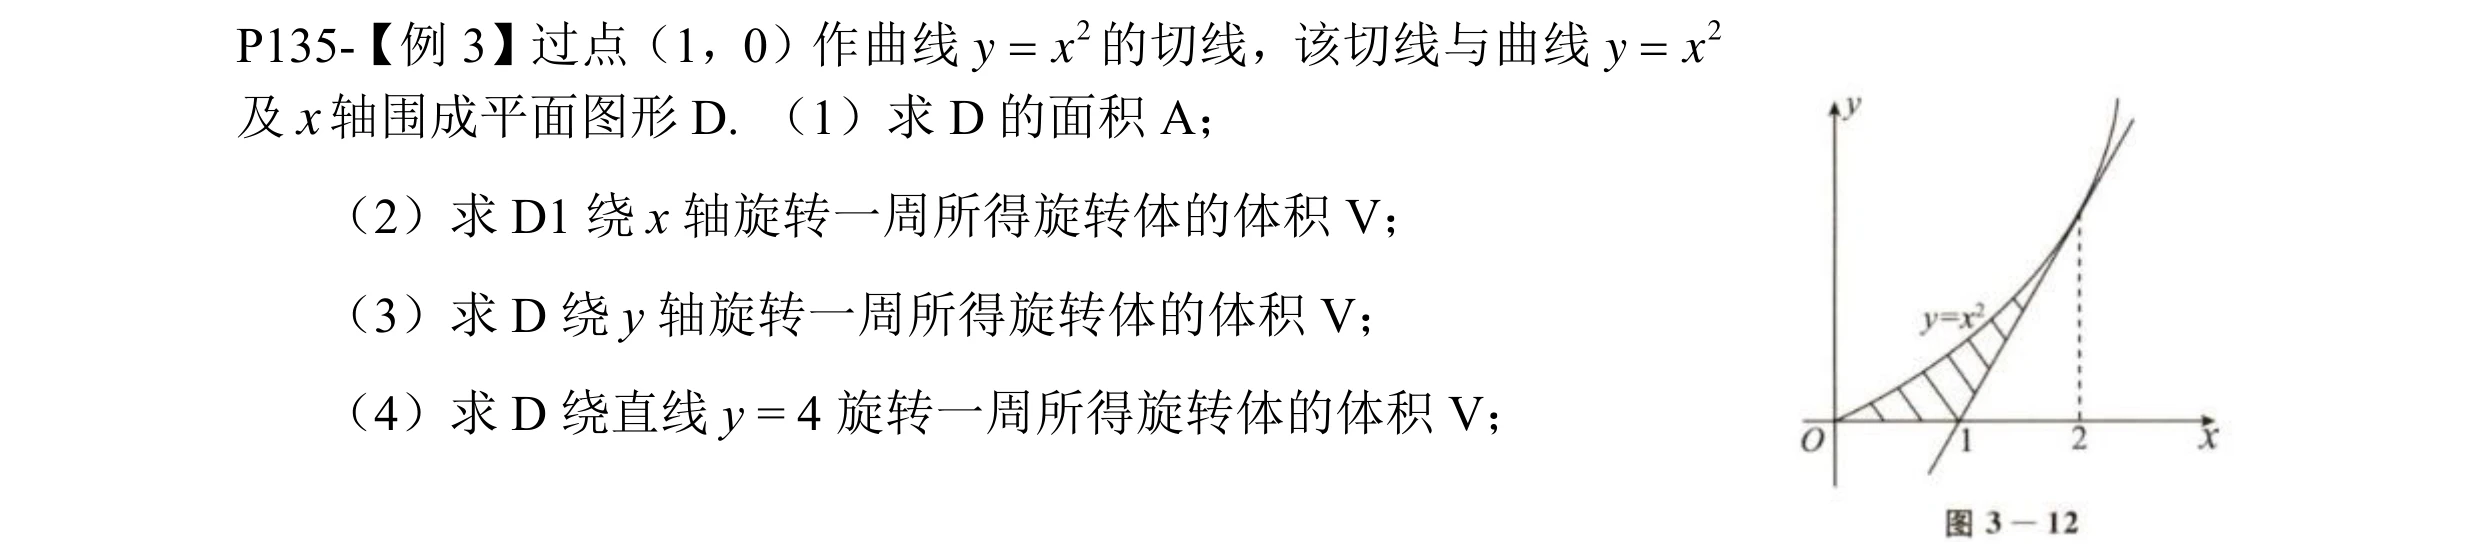 P135-【例 3】过点（1，0）作曲线 y = x² 的切线，该切线与曲线 y = x²
及 x 轴围成平面图形 D. （1）求 D 的面积 A；
（2）求 D1 绕 x 轴旋转一周所得旋转体的体积 V；
（3）求 D 绕 y 轴旋转一周所得旋转体的体积 V；
（4）求 D 绕直线 y = 4 旋转一周所得旋转体的体积 V；
y
y=x²
O
1
2
x
图 3－12